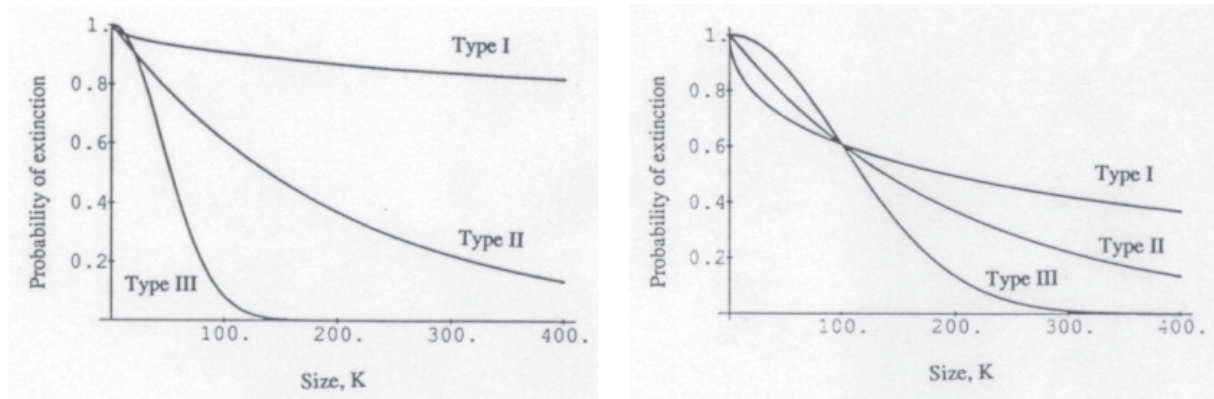 Probability of extinction
1.
0.8
0.6
0.4
0.2
Type I
Type II
Type III
100. 200. 300. 400.
Size, K
Probability of extinction
1.
0.8
0.6
0.4
0.2
Type I
Type II
Type III
100. 200. 300. 400.
Size, K